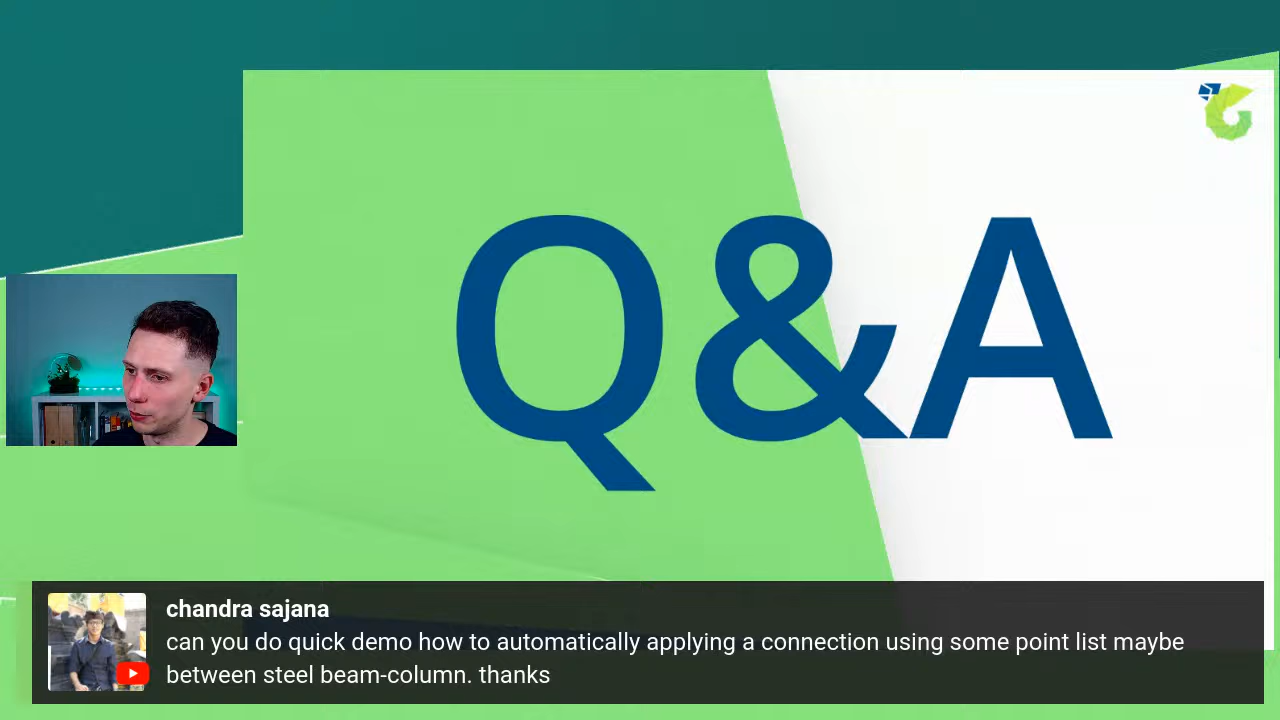 Q&A
chandra sajana
can you do quick demo how to automatically applying a connection using some point list maybe
between steel beam-column. thanks